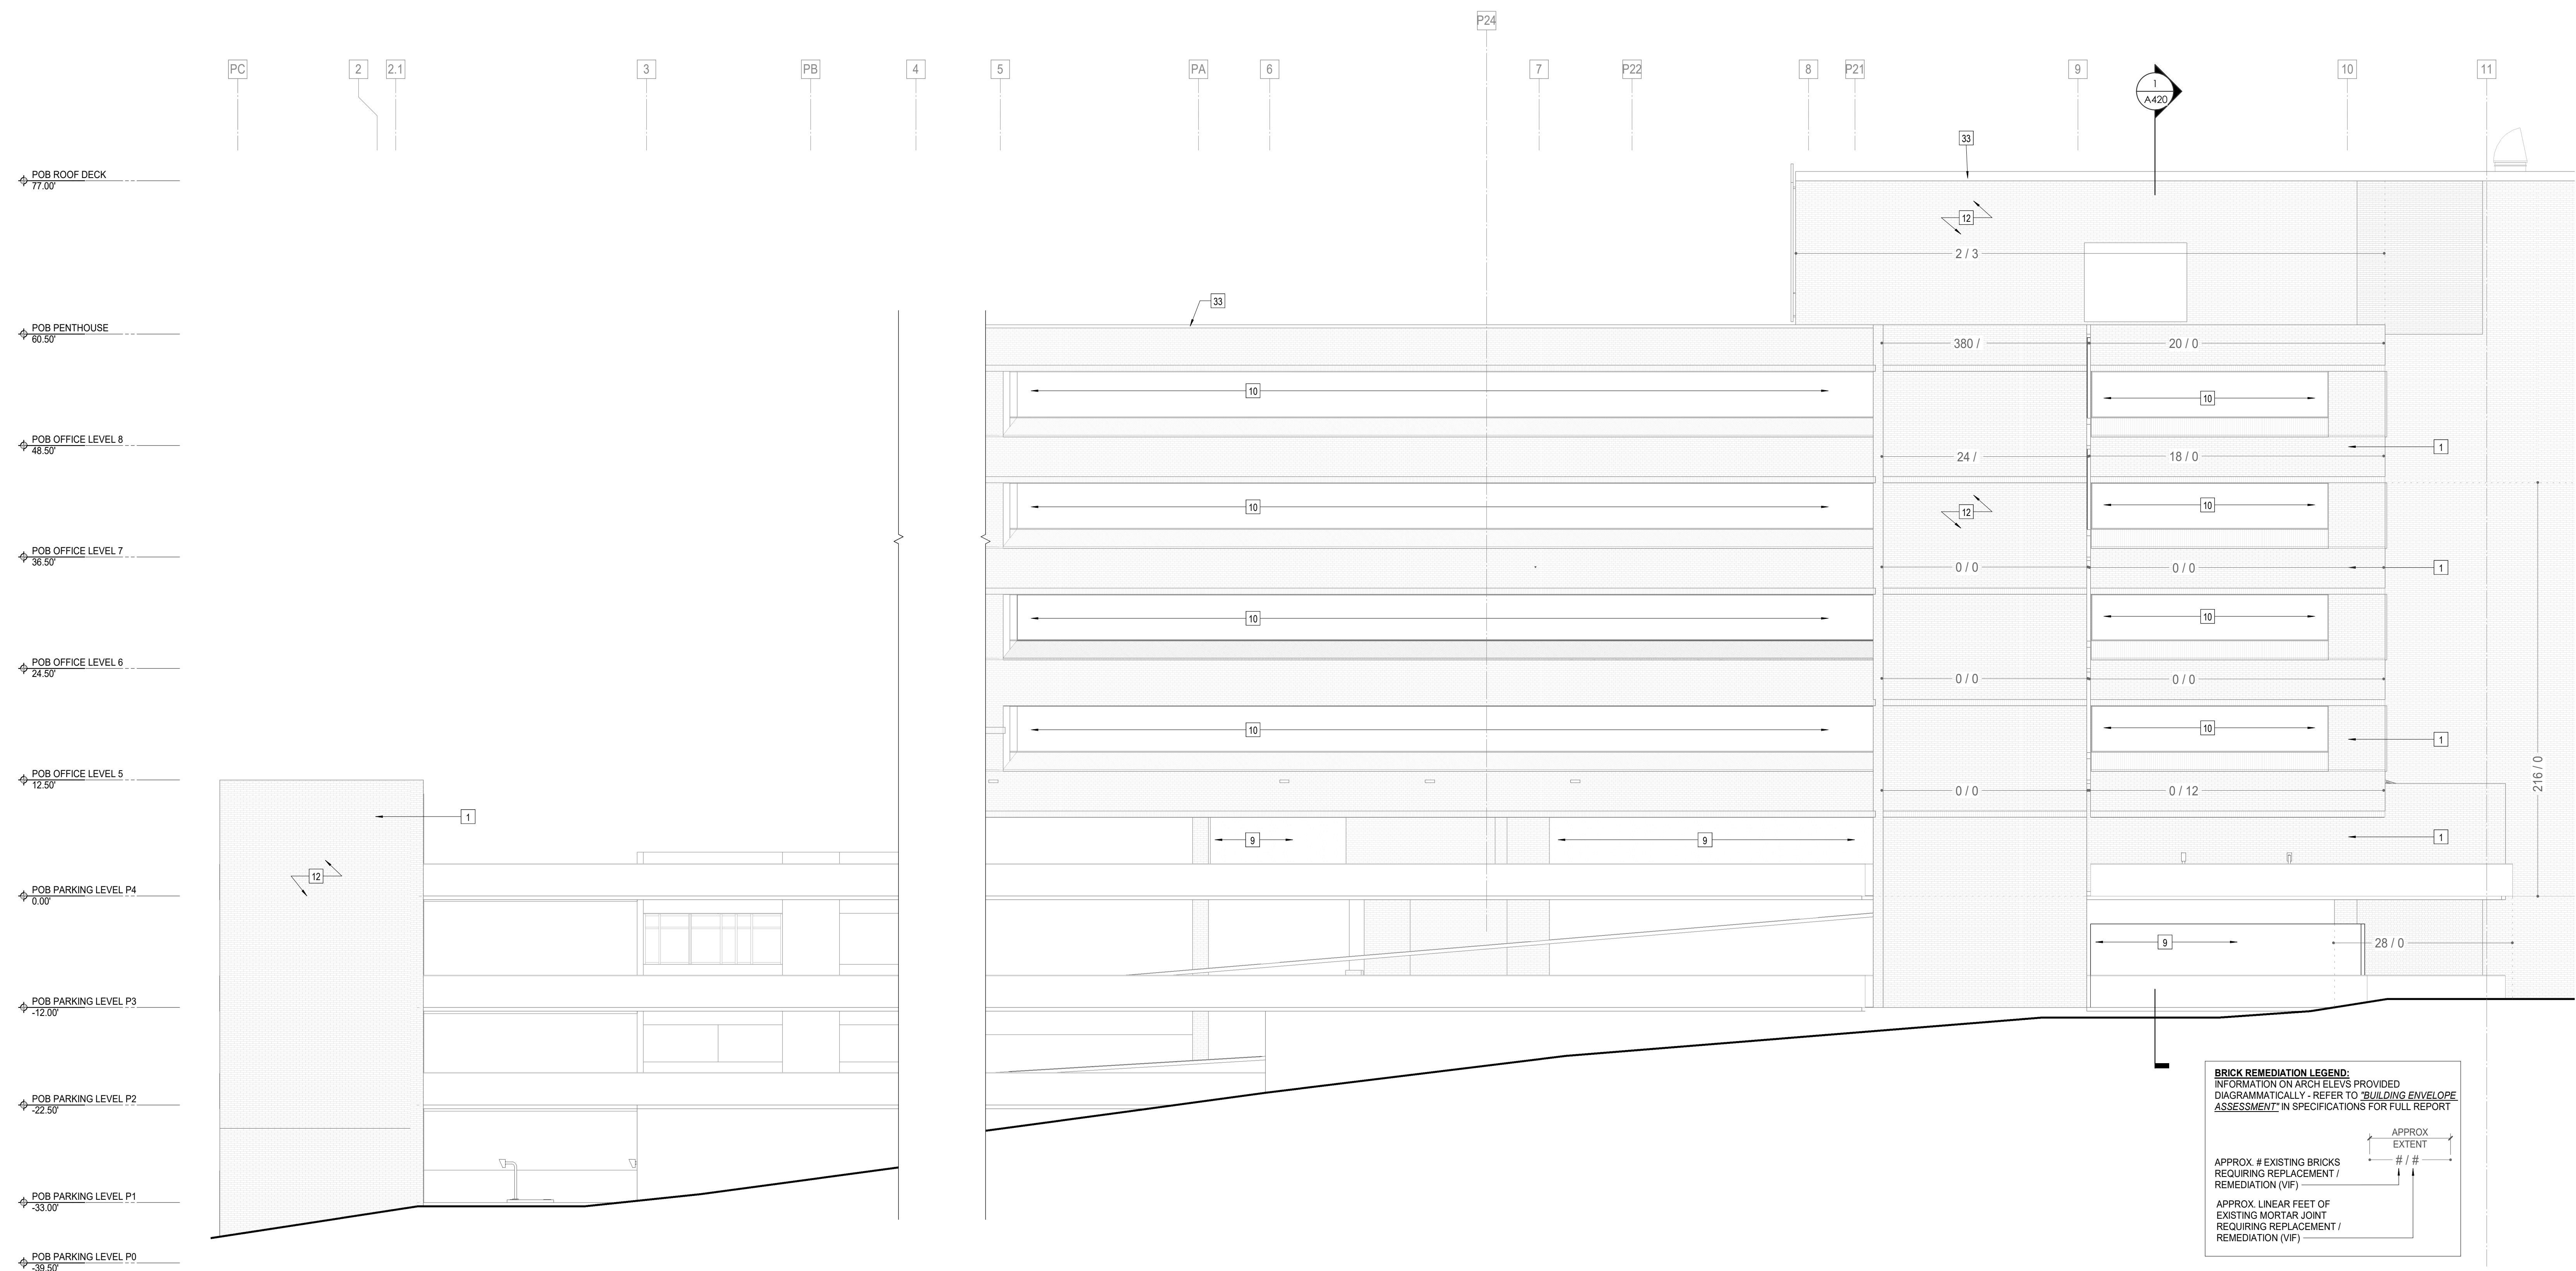 P24
PC 2 2.1 3 PB 4 5 PA 6 7 P22 8 P21 9 10 11
1
A420
33
POB ROOF DECK
77.00'
12
2 / 3
33
POB PENTHOUSE
60.50'
380 / 20 / 0
10 10
POB OFFICE LEVEL 8
48.50'
1
24 / 18 / 0
10 12 10
POB OFFICE LEVEL 7
36.50'
0 / 0 0 / 0 1
10 10
POB OFFICE LEVEL 6
24.50'
0 / 0 0 / 0
10 10 1
POB OFFICE LEVEL 5
12.50'
216 / 0
0 / 0 0 / 12
1
9 9 1
12
POB PARKING LEVEL P4
0.00'
9 28 / 0
POB PARKING LEVEL P3
-12.00'
BRICK REMEDIATION LEGEND:
INFORMATION ON ARCH ELEVS PROVIDED
DIAGRAMMATICALLY - REFER TO "BUILDING ENVELOPE
ASSESSMENT" IN SPECIFICATIONS FOR FULL REPORT
POB PARKING LEVEL P2
-22.50'
APPROX
EXTENT
# / #
APPROX. # EXISTING BRICKS
REQUIRING REPLACEMENT /
REMEDIATION (VIF)
APPROX. LINEAR FEET OF
EXISTING MORTAR JOINT
REQUIRING REPLACEMENT /
REMEDIATION (VIF)
POB PARKING LEVEL P1
-33.00'
POB PARKING LEVEL P0
-39.50'